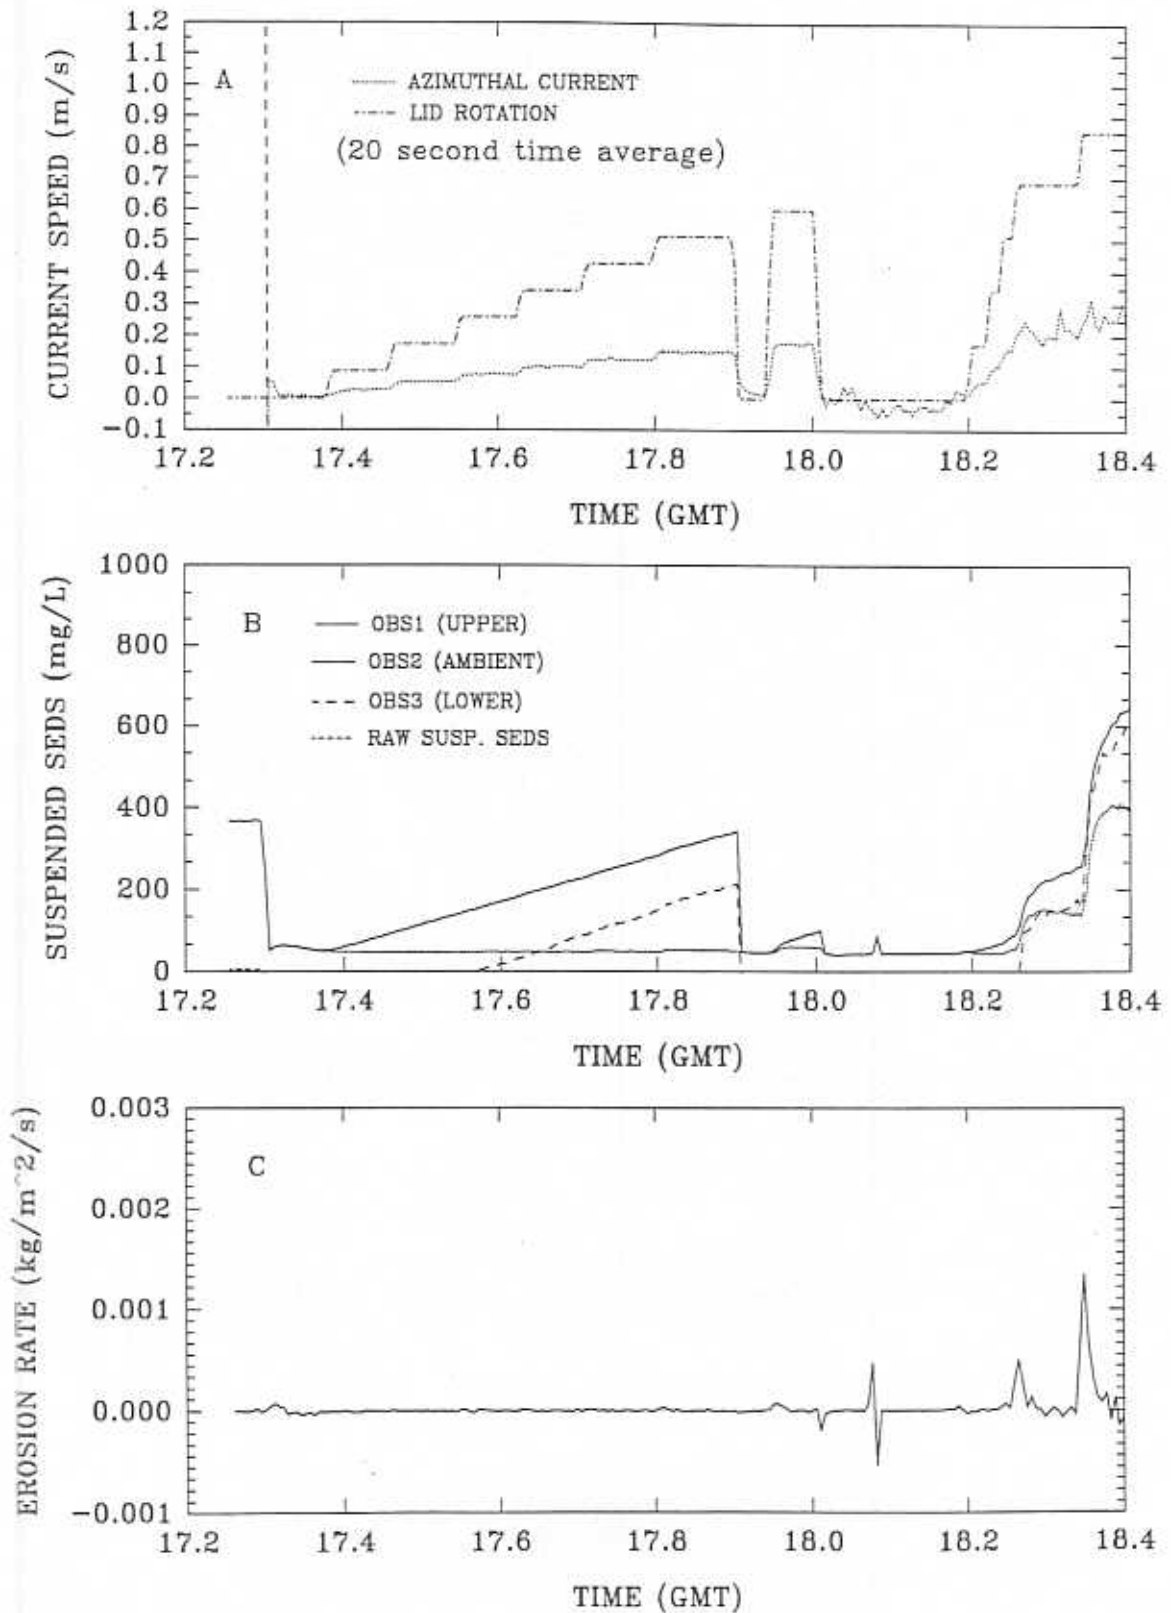 1.2
1.1
1.0
0.9
0.8
0.7
0.6
0.5
0.4
0.3
0.2
0.1
0.0
−0.1
CURRENT SPEED (m/s)
A
AZIMUTHAL CURRENT
LID ROTATION
(20 second time average)
17.2 17.4 17.6 17.8 18.0 18.2 18.4
TIME (GMT)
1000
800
600
400
200
0
SUSPENDED SEDS (mg/L)
B
OBS1 (UPPER)
OBS2 (AMBIENT)
OBS3 (LOWER)
RAW SUSP. SEDS
17.2 17.4 17.6 17.8 18.0 18.2 18.4
TIME (GMT)
0.003
0.002
0.001
0.000
−0.001
EROSION RATE (kg/m^2/s)
C
17.2 17.4 17.6 17.8 18.0 18.2 18.4
TIME (GMT)